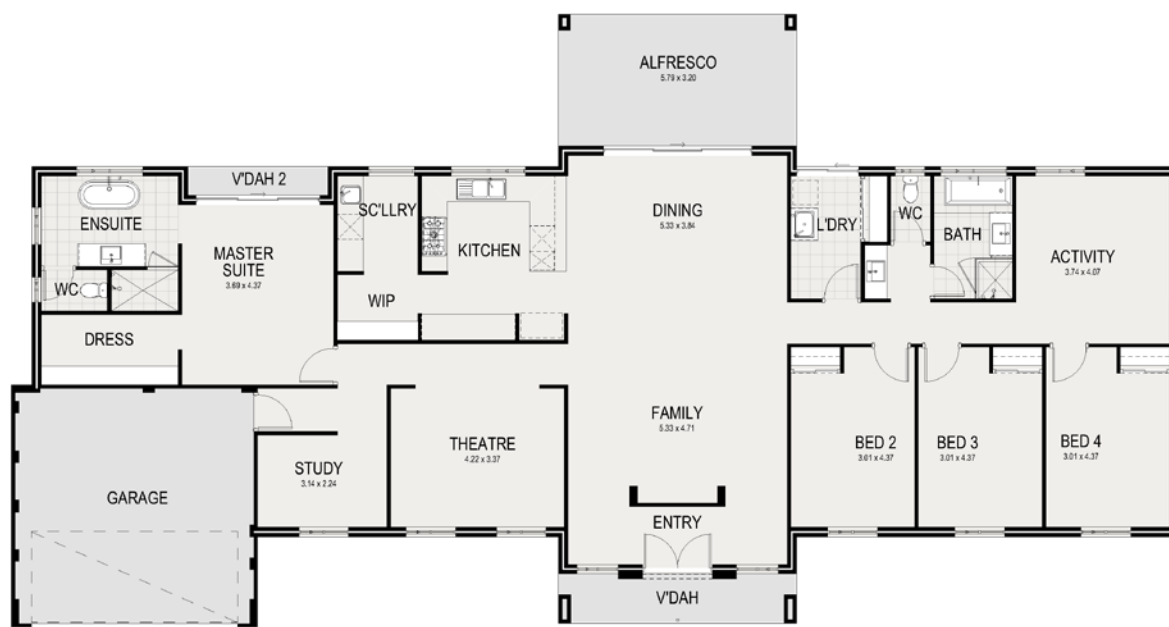 ALFRESCO
5.79 x 3.20
V'DAH 2
ENSUITE
WC
DRESS
MASTER
SUITE
3.69 x 4.37
SC'LLRY
WIP
KITCHEN
DINING
5.33 x 3.84
L'DRY
WC
BATH
ACTIVITY
3.74 x 4.07
GARAGE
STUDY
3.14 x 2.24
THEATRE
4.22 x 3.37
FAMILY
5.33 x 4.71
BED 2
3.01 x 4.37
BED 3
3.01 x 4.37
BED 4
3.01 x 4.37
ENTRY
V'DAH